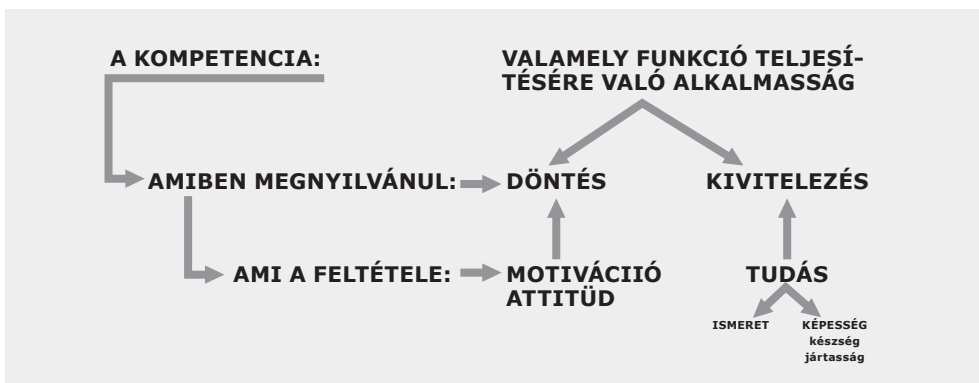 A KOMPETENCIA:
VALAMELY FUNKCIÓ TELJESÍ-
TÉSÉRE VALÓ ALKALMASSÁG
AMIBEN MEGNYILVÁNUL:
DÖNTÉS
KIVITELEZÉS
AMI A FELTÉTELE:
MOTIVÁCIIÓ
ATTITÜD
TUDÁS
ISMERET
KÉPESSÉG
készség
jártasság